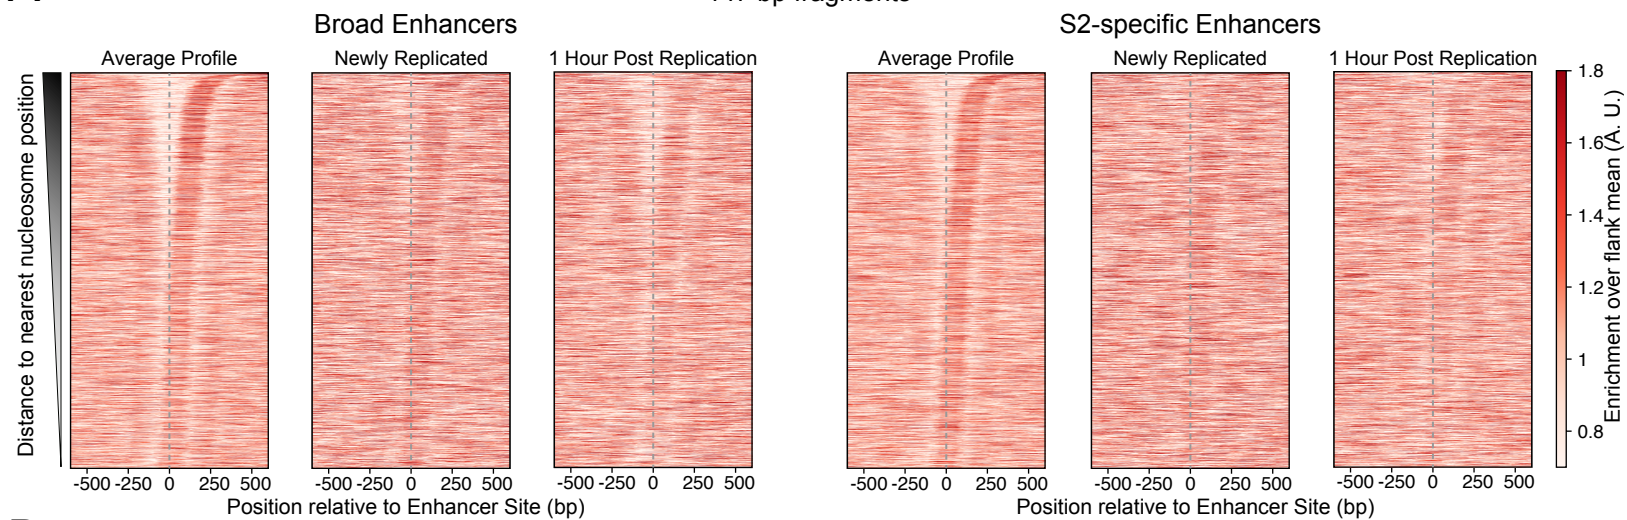 bp fragments
Broad Enhancers
S2-specific Enhancers
Average Profile
Newly Replicated
1 Hour Post Replication
Average Profile
Newly Replicated
1 Hour Post Replication
Distance to nearest nucleosome position
1.8
1.6
1.4
1.2
1
0.8
Enrichment over flank mean (A. U.)
-500 -250 0 250 500
-500 -250 0 250 500
-500 -250 0 250 500
-500 -250 0 250 500
-500 -250 0 250 500
-500 -250 0 250 500
Position relative to Enhancer Site (bp)
Position relative to Enhancer Site (bp)